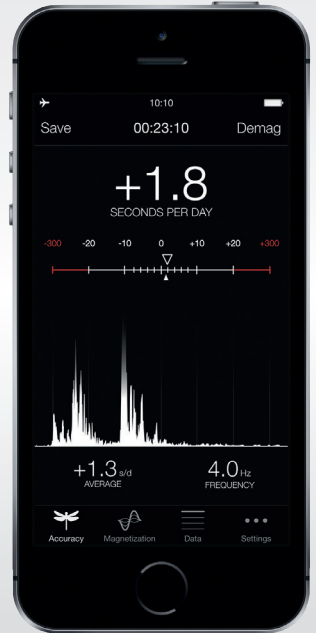 10:10
Save 00:23:10 Demag
+1.8
SECONDS PER DAY
-300 -20 -10 0 +10 +20 +300
+1.3 s/d 4.0 Hz
AVERAGE FREQUENCY
Accuracy Magnetization Data Settings